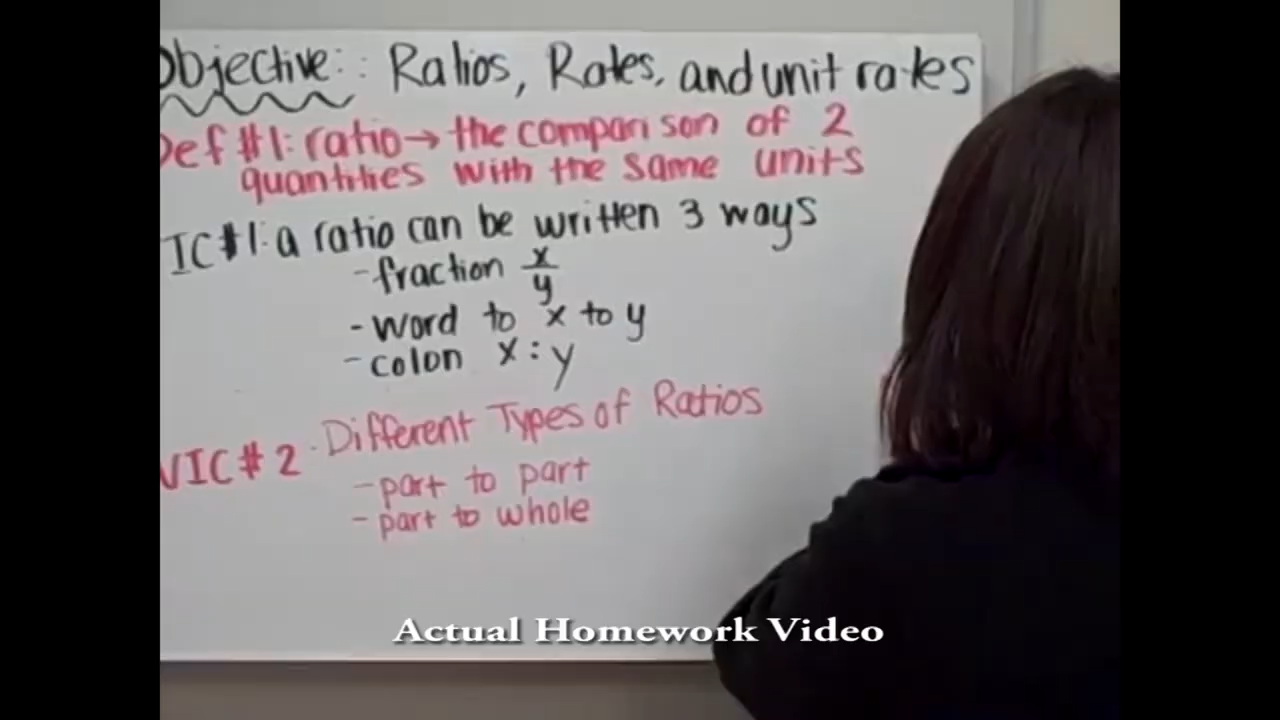 Objective: Ratios, Rates, and unit rates
Def #1: ratio → the comparison of 2
quantities with the same units
IC #1: a ratio can be written 3 ways
- fraction x/y
- word to x to y
- colon x : y
VIC # 2 Different Types of Ratios
- part to part
- part to whole
Actual Homework Video